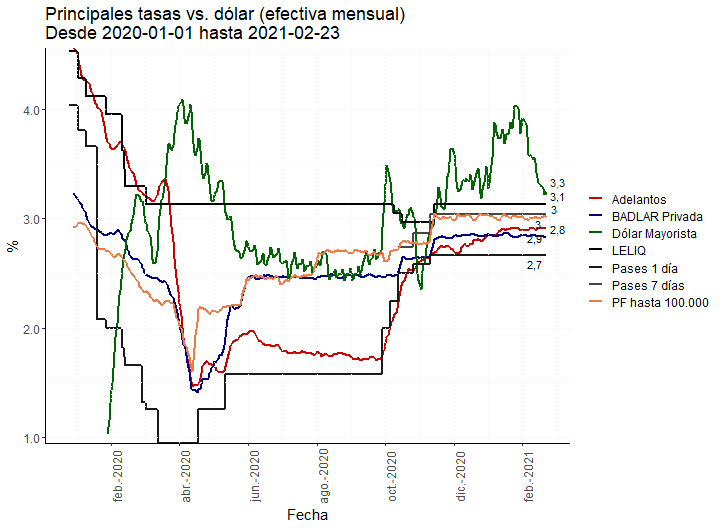 Principales tasas vs. dólar (efectiva mensual)
Desde 2020-01-01 hasta 2021-02-23
%
4.0
3.0
2.0
1.0
3,3
3,1
3
3
2,8
2,9
2,7
feb.-2020
abr.-2020
jun.-2020
ago.-2020
oct.-2020
dic.-2020
feb.-2021
Fecha
Adelantos
BADLAR Privada
Dólar Mayorista
LELIQ
Pases 1 día
Pases 7 días
PF hasta 100.000